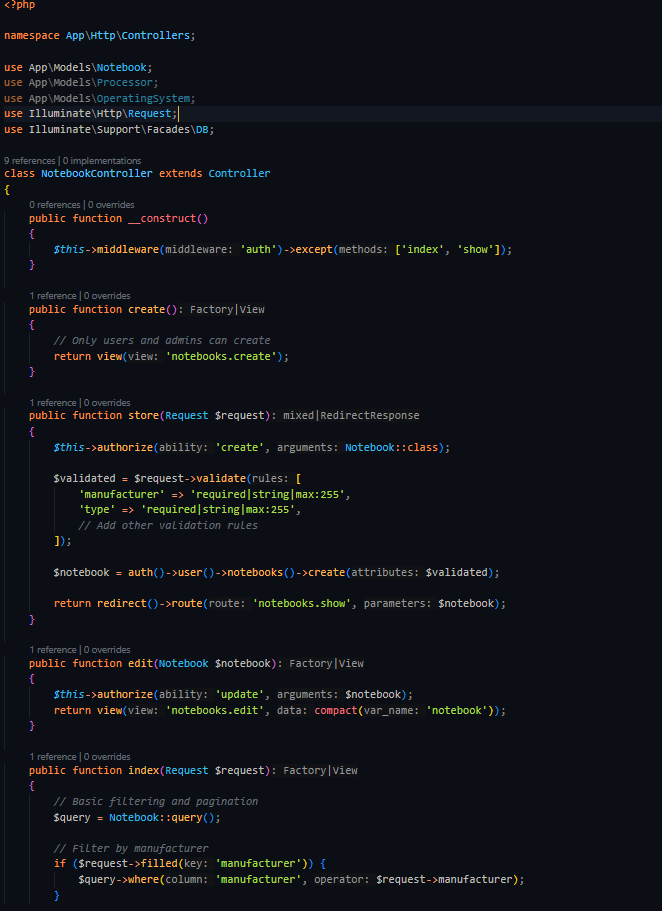 <?php
namespace App\Http\Controllers;
use App\Models\Notebook;
use App\Models\Processor;
use App\Models\OperatingSystem;
use Illuminate\Http\Request;
use Illuminate\Support\Facades\DB;
9 references | 0 implementations
class NotebookController extends Controller
{
0 references | 0 overrides
public function __construct()
{
$this->middleware(middleware: 'auth')->except(methods: ['index', 'show']);
}
1 reference | 0 overrides
public function create(): Factory|View
{
// Only users and admins can create
return view(view: 'notebooks.create');
}
1 reference | 0 overrides
public function store(Request $request): mixed|RedirectResponse
{
$this->authorize(ability: 'create', arguments: Notebook::class);
$validated = $request->validate(rules: [
'manufacturer' => 'required|string|max:255',
'type' => 'required|string|max:255',
// Add other validation rules
]);
$notebook = auth()->user()->notebooks()->create(attributes: $validated);
return redirect()->route(route: 'notebooks.show', parameters: $notebook);
}
1 reference | 0 overrides
public function edit(Notebook $notebook): Factory|View
{
$this->authorize(ability: 'update', arguments: $notebook);
return view(view: 'notebooks.edit', data: compact(var_name: 'notebook'));
}
1 reference | 0 overrides
public function index(Request $request): Factory|View
{
// Basic filtering and pagination
$query = Notebook::query();
// Filter by manufacturer
if ($request->filled(key: 'manufacturer')) {
$query->where(column: 'manufacturer', operator: $request->manufacturer);
}